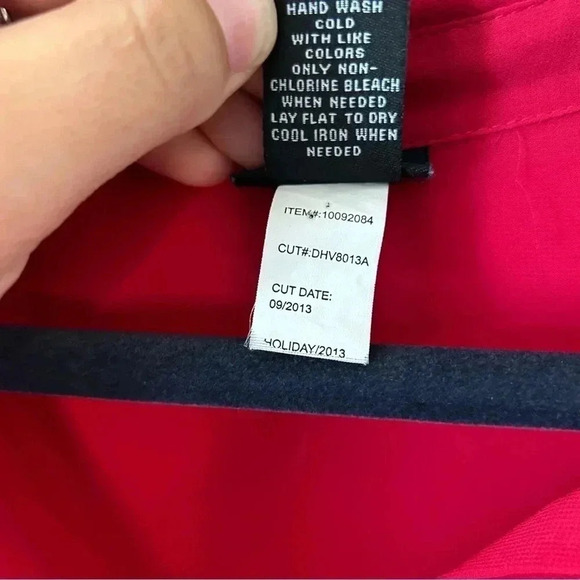 HAND WASH
COLD
WITH LIKE
COLORS
ONLY NON-
CHLORINE BLEACH
WHEN NEEDED
LAY FLAT TO DRY
COOL IRON WHEN
NEEDED
ITEM#:10092084
CUT#:DHV8013A
CUT DATE:
09/2013
HOLIDAY/2013